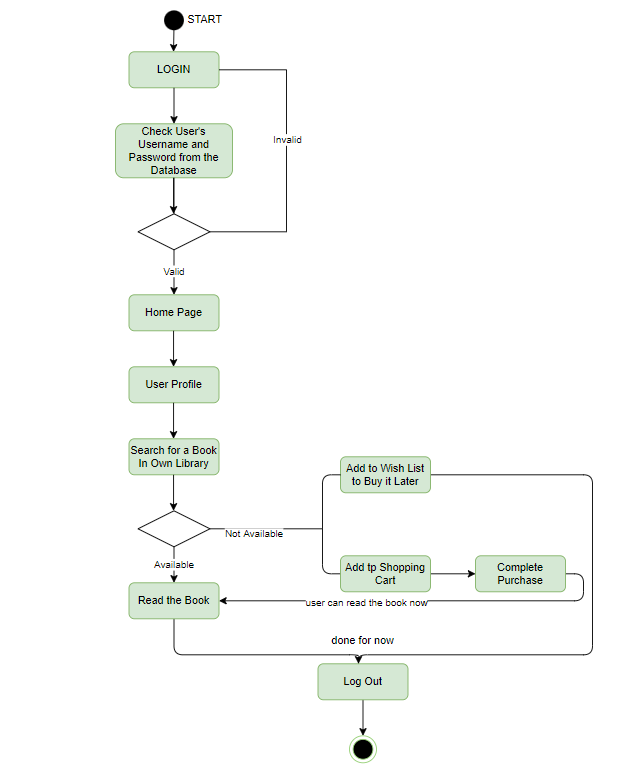 START
LOGIN
Invalid
Check User's
Username and
Password from the
Database
Valid
Home Page
User Profile
Search for a Book
In Own Library
Add to Wish List
to Buy it Later
Not Available
Available
Add tp Shopping
Cart
Complete
Purchase
Read the Book
user can read the book now
done for now
Log Out